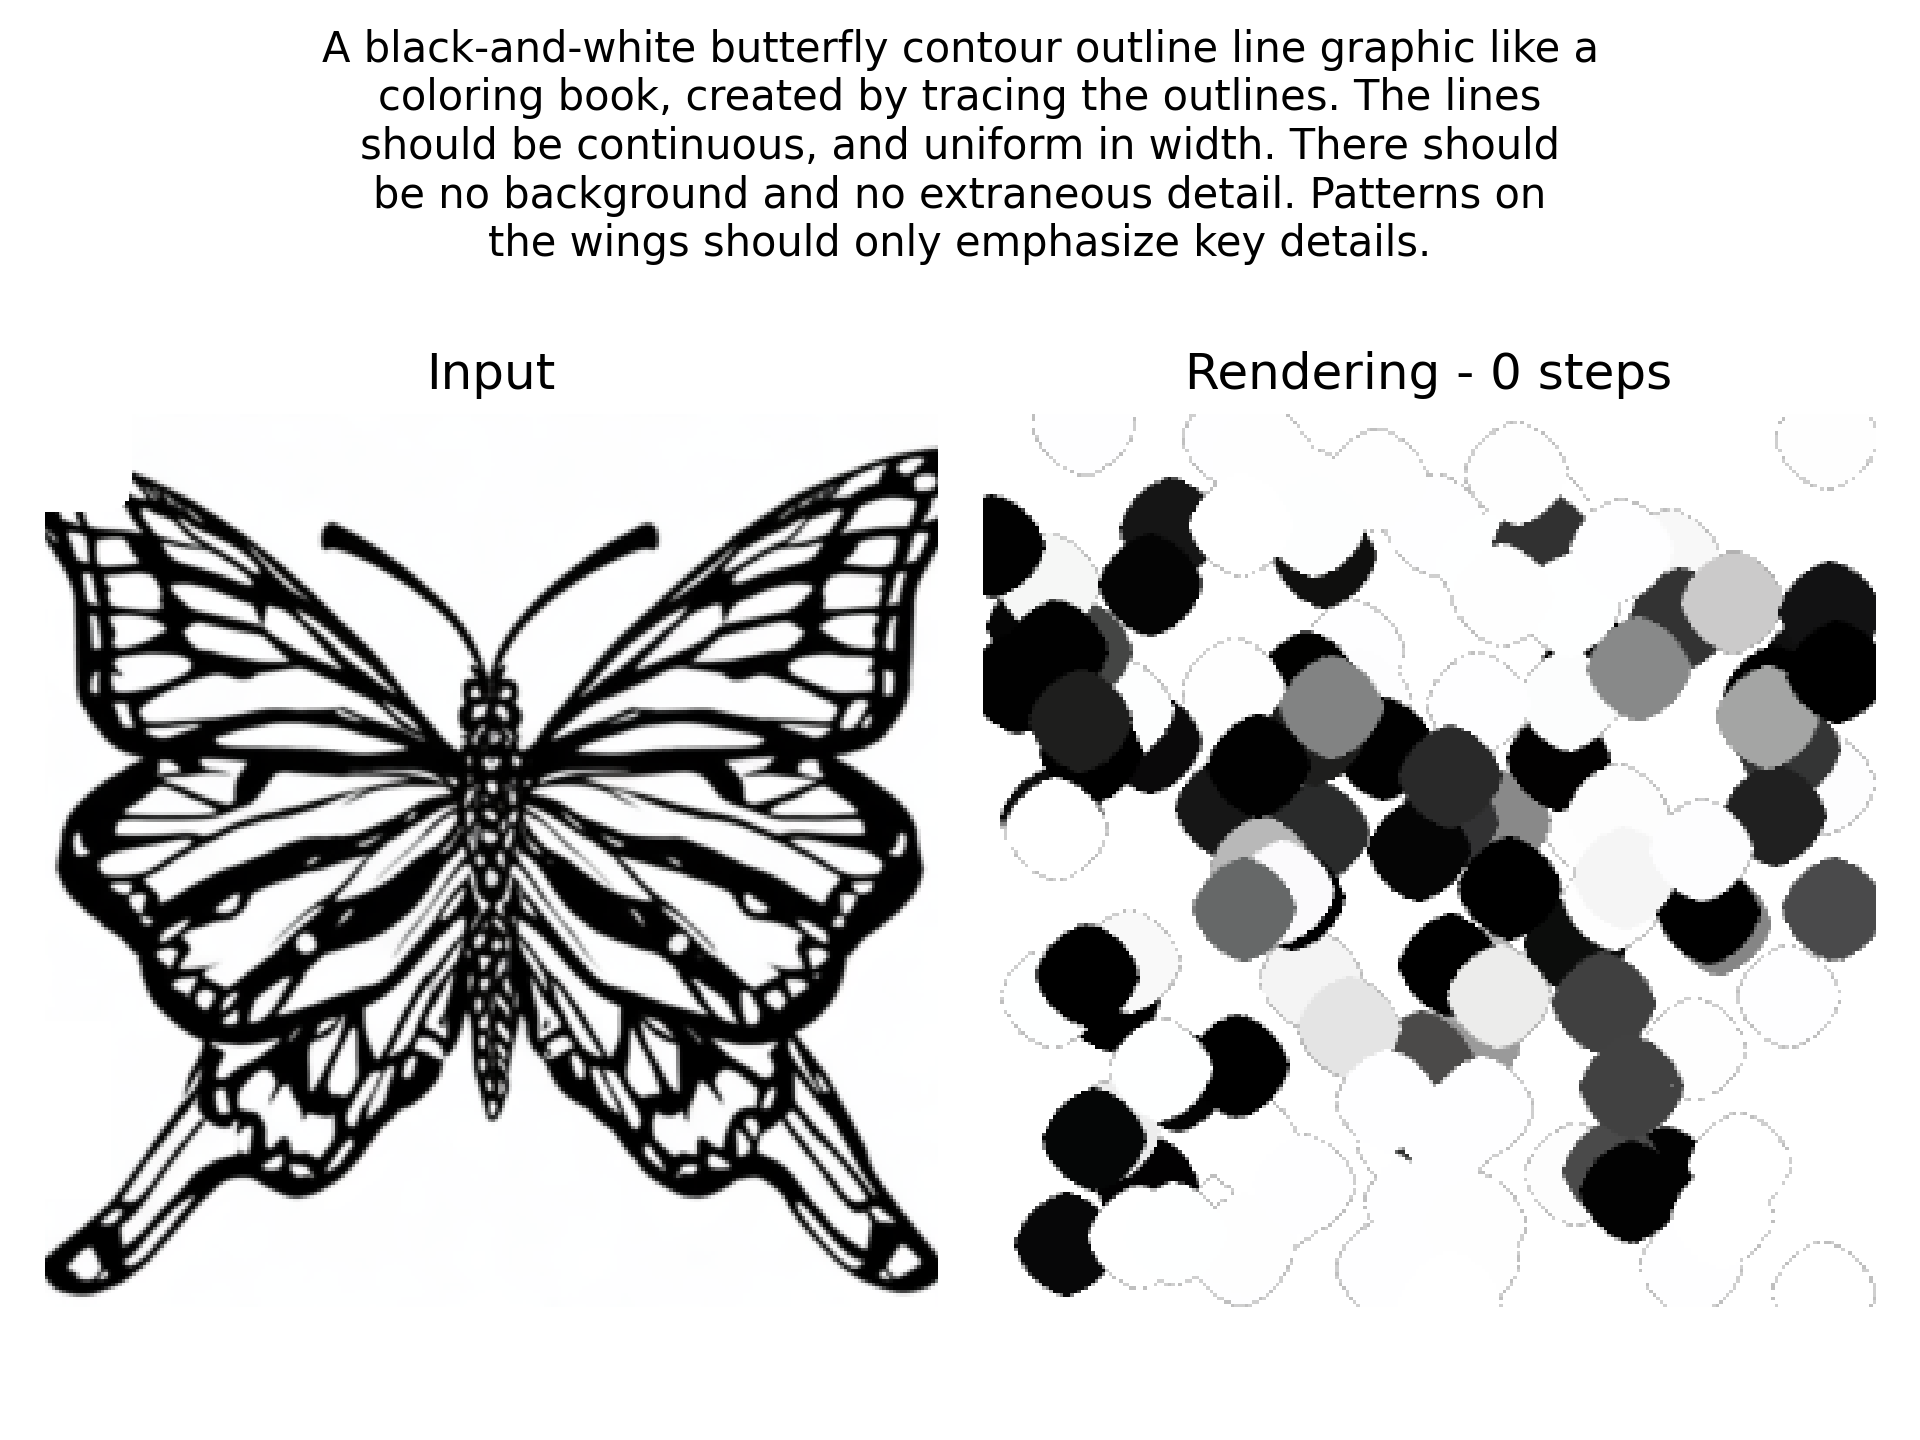 A black-and-white butterfly contour outline line graphic like a
coloring book, created by tracing the outlines. The lines
should be continuous, and uniform in width. There should
be no background and no extraneous detail. Patterns on
the wings should only emphasize key details.
Input
Rendering - 0 steps